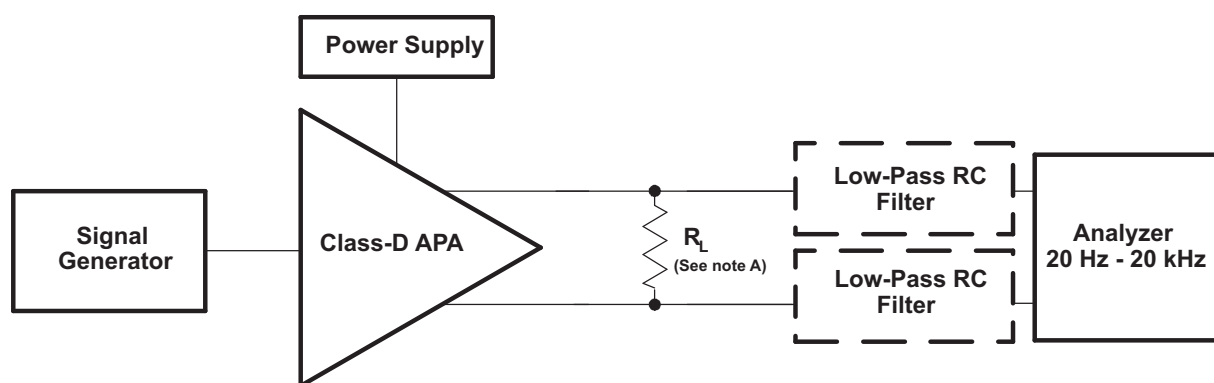 Power Supply
Signal
Generator
Class-D APA
R_L
(See note A)
Low-Pass RC
Filter
Low-Pass RC
Filter
Analyzer
20 Hz - 20 kHz